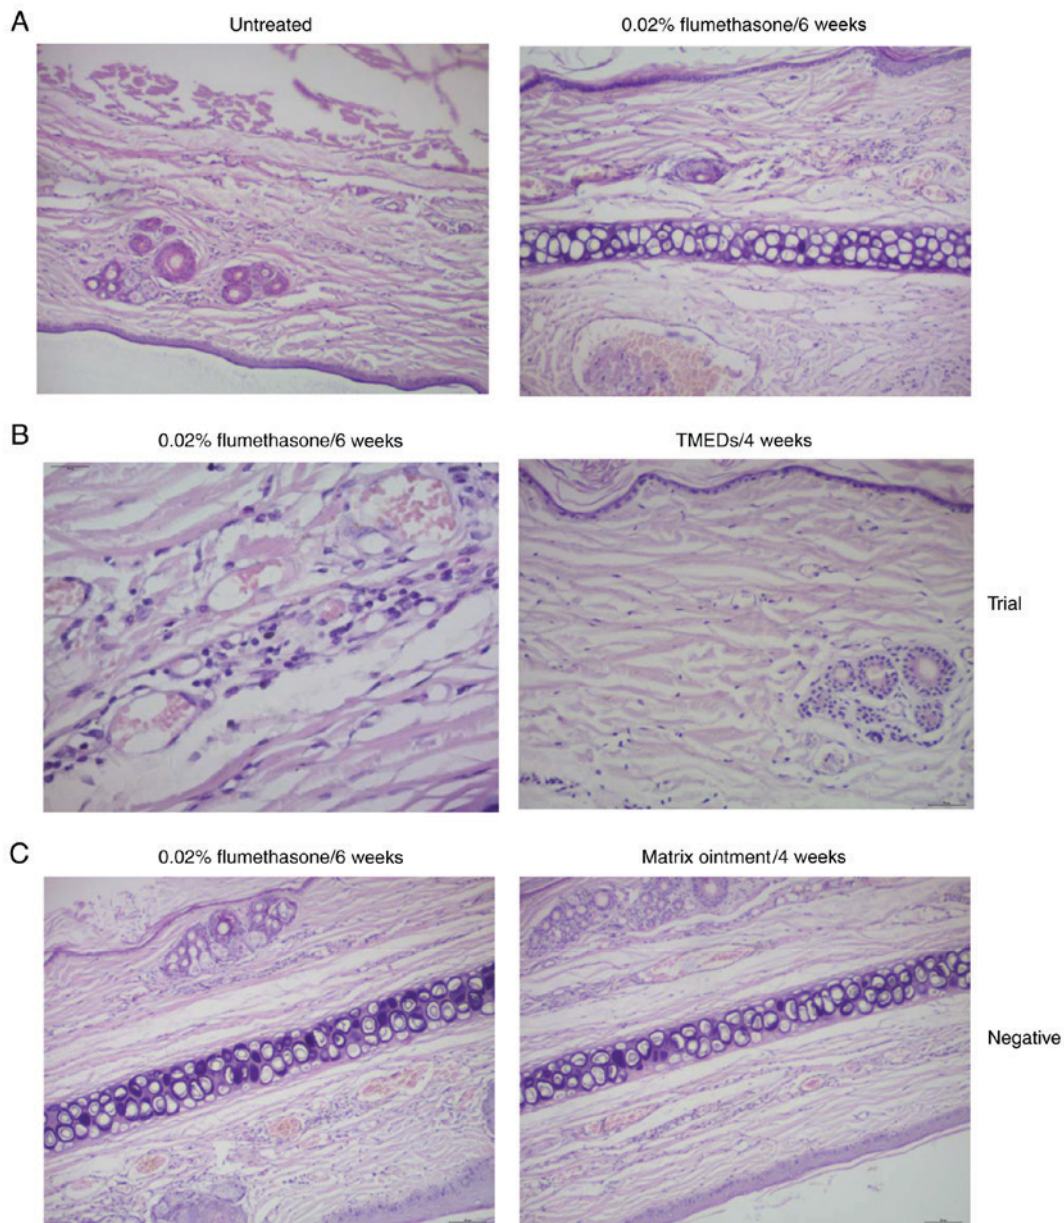 A
Untreated
0.02% flumethasone/6 weeks
B
0.02% flumethasone/6 weeks
TMEDs/4 weeks
Trial
C
0.02% flumethasone/6 weeks
Matrix ointment/4 weeks
Negative